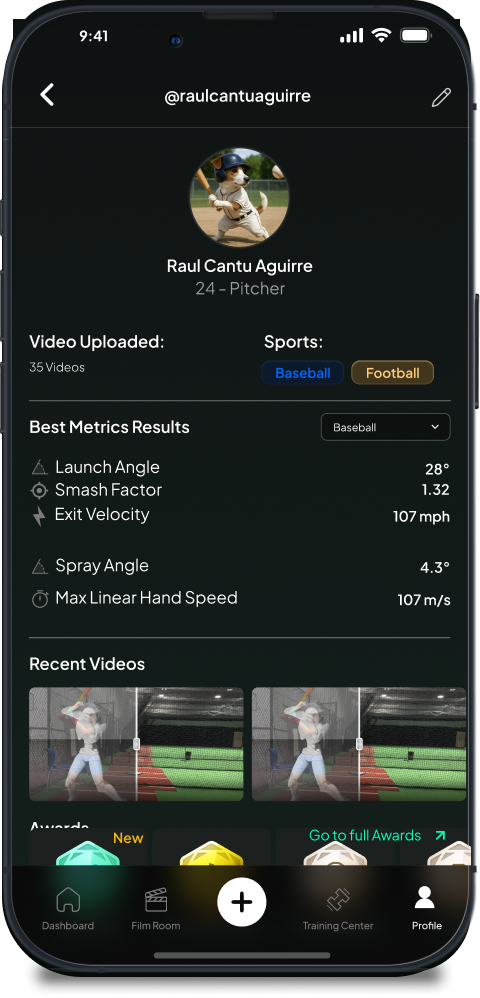 9:41
@raulcantuaguirre
Raul Cantu Aguirre
24 - Pitcher
Video Uploaded:
35 Videos
Sports:
Baseball Football
Best Metrics Results
Baseball
Launch Angle 28°
Smash Factor 1.32
Exit Velocity 107 mph
Spray Angle 4.3°
Max Linear Hand Speed 107 m/s
Recent Videos
Awards
New
Go to full Awards
Dashboard Film Room Training Center Profile